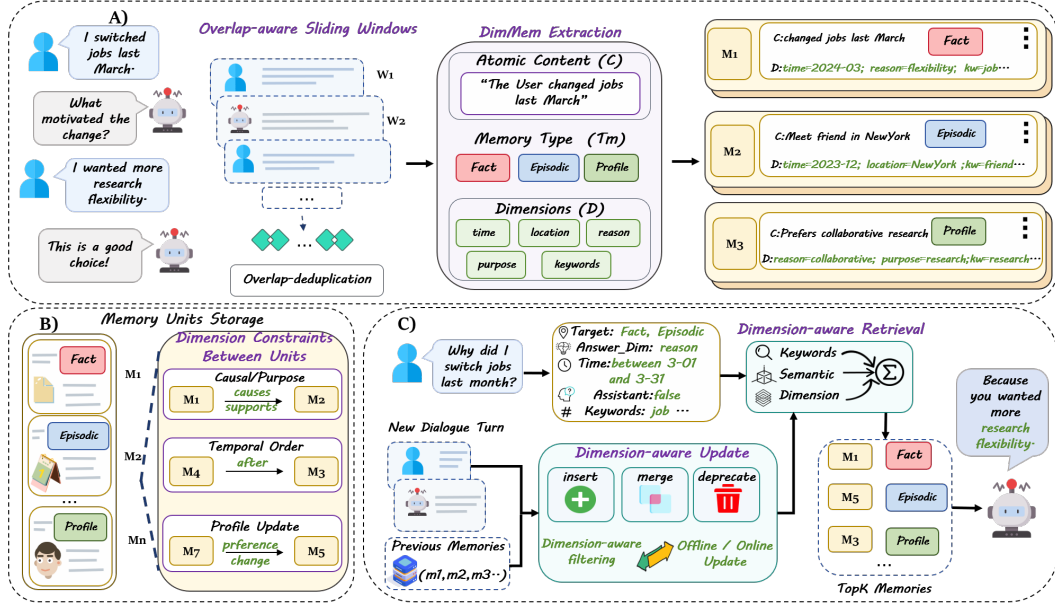 A)
I switched
jobs last
March.
What
motivated the
change?
I wanted more
research
flexibility.
This is a good
choice!
Overlap-aware Sliding Windows
W1
W2
...
...
Overlap-deduplication
DimMem Extraction
Atomic Content (C)
“The User changed jobs
last March”
Memory Type (Tm)
Fact
Episodic
Profile
Dimensions (D)
time
location
reason
purpose
keywords
M1
C:changed jobs last March
Fact
D:time=2024-03; reason=flexibility; kw=job...
M2
C:Meet friend in NewYork
Episodic
D:time=2023-12; location=NewYork ;kw=friend...
M3
C:Prefers collaborative research
Profile
D:reason=collaborative; purpose=research;kw=research...
B)
Memory Units Storage
Fact
Episodic
...
Profile
M1
M2
Mn
Dimension Constraints
Between Units
Causal/Purpose
M1
causes
supports
M2
Temporal Order
M4
after
M3
Profile Update
M7
prference
change
M5
C)
Why did I
switch jobs
last month?
Target: Fact, Episodic
Answer_Dim: reason
Time:between 3-01
and 3-31
Assistant:false
# Keywords: job ...
Dimension-aware Retrieval
Keywords
Semantic
Dimension
Σ
New Dialogue Turn
Previous Memories
(m1,m2,m3..)
Dimension-aware Update
insert
merge
deprecate
Dimension-aware
filtering
Offline / Online
Update
M1
Fact
M5
Episodic
M3
Profile
...
TopK Memories
Because
you wanted
more
research
flexibility.